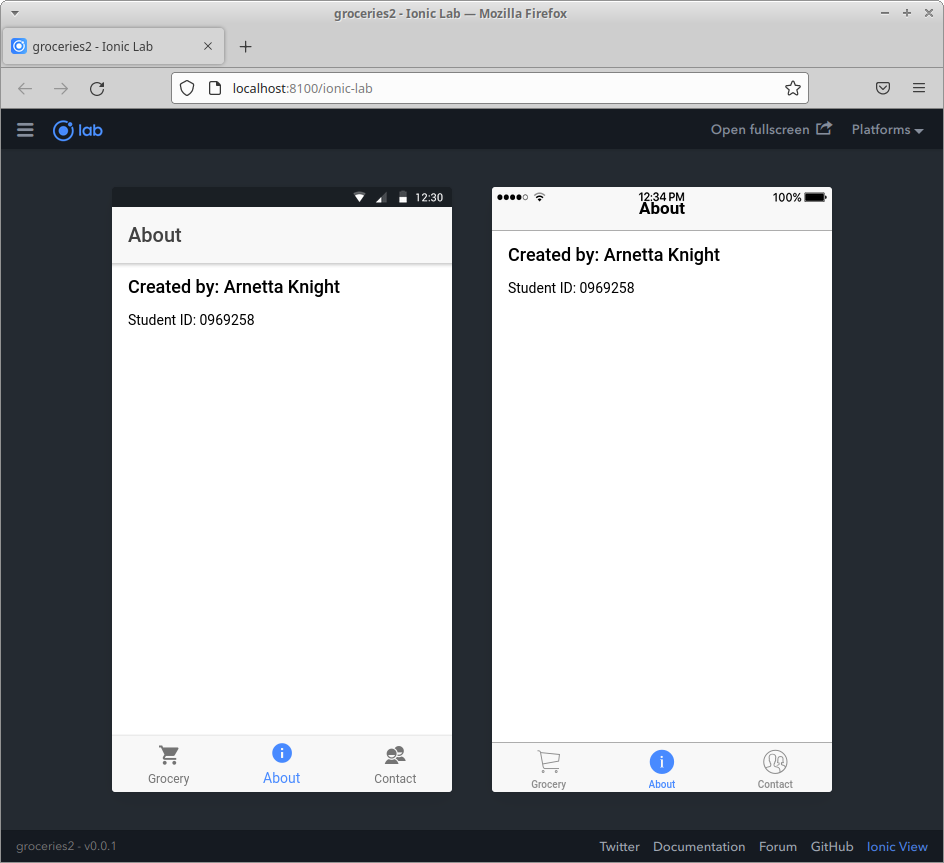 groceries2 - Ionic Lab — Mozilla Firefox
groceries2 - Ionic Lab
localhost:8100/ionic-lab
lab
Open fullscreen
Platforms
12:30
About
Created by: Arnetta Knight
Student ID: 0969258
Grocery
About
Contact
12:34 PM
100%
About
Created by: Arnetta Knight
Student ID: 0969258
Grocery
About
Contact
groceries2 - v0.0.1
Twitter Documentation Forum GitHub Ionic View